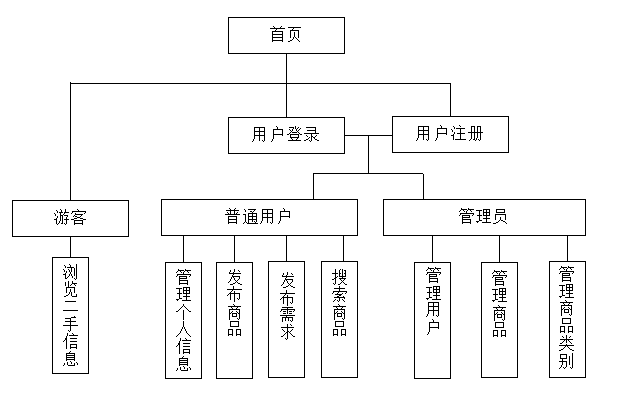 首页
用户登录
用户注册
游客
普通用户
管理员
浏览二手信息
管理个人信息
发布商品
发布需求
搜索商品
管理用户
管理商品
管理商品类别